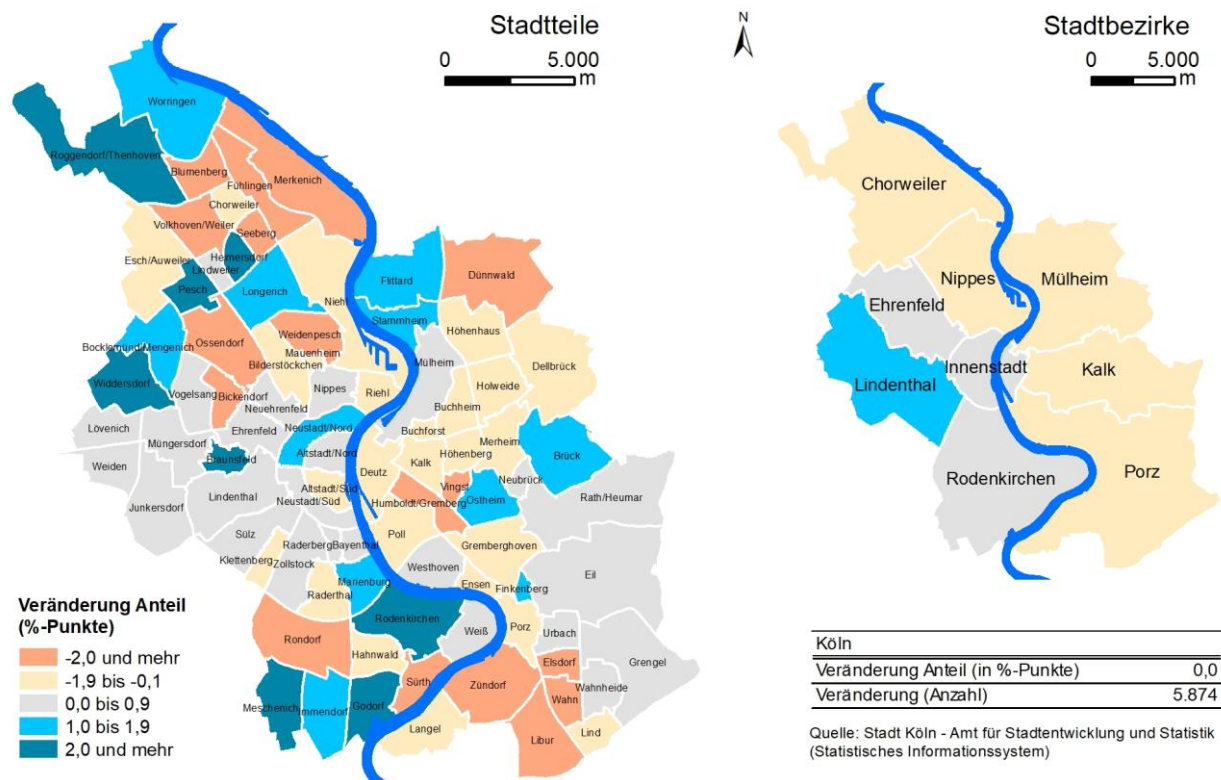 Stadtteile
0 5.000
m
N
Stadtbezirke
0 5.000
m
Worringen
Roggendorf/Thenhoven
Blumenberg
Fühlingen
Merkenich
Chorweiler
Volkhoven/Weiler
Seeberg
Heimersdorf
Lindweiler
Esch/Auweiler
Pesch
Longerich
Niehl
Flittard
Dünnwald
Stammheim
Höhenhaus
Bocklemünd/Mengenich
Ossendorf
Weidenpesch
Mauenheim
Bilderstöckchen
Mülheim
Dellbrück
Widdersdorf
Vogelsang
Bickendorf
Nippes
Riehl
Holweide
Neuehrenfeld
Buchheim
Lövenich
Müngersdorf
Ehrenfeld
Neustadt/Nord
Altstadt/Nord
Buchforst
Merheim
Brück
Weiden
Braunsfeld
Deutz
Kalk
Höhenberg
Neubrück
Junkersdorf
Lindenthal
Altstadt/Süd
Neustadt/Süd
Humboldt/Gremberg
Vingst
Ostheim
Rath/Heumar
Sülz
Poll
Klettenberg
Zollstock
Raderberg
Bayenthal
Gremberghoven
Westhoven
Eil
Raderthal
Marienburg
Ensen
Finkenberg
Rodenkirchen
Rondorf
Hahnwald
Weiß
Porz
Urbach
Grengel
Elsdorf
Sürth
Zündorf
Wahn
Wahnheide
Meschenich
Immendorf
Godorf
Langel
Libur
Lind
Veränderung Anteil
(%-Punkte)
-2,0 und mehr
-1,9 bis -0,1
0,0 bis 0,9
1,0 bis 1,9
2,0 und mehr
Chorweiler
Nippes
Mülheim
Ehrenfeld
Innenstadt
Kalk
Lindenthal
Rodenkirchen
Porz
Köln
Veränderung Anteil (in %-Punkte) 0,0
Veränderung (Anzahl) 5.874
Quelle: Stadt Köln - Amt für Stadtentwicklung und Statistik
(Statistisches Informationssystem)